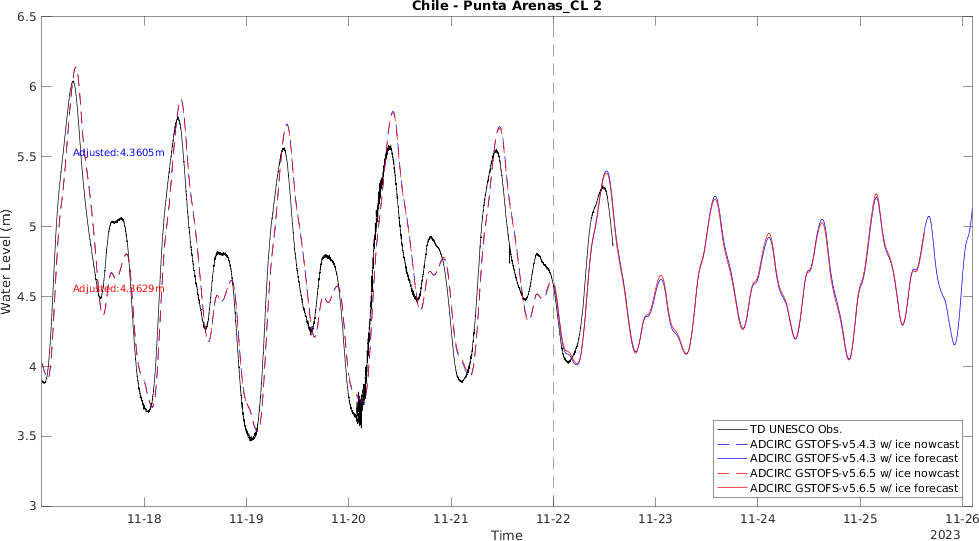 Chile - Punta Arenas_CL 2
6.5
6
5.5
5
4.5
4
3.5
3
Water Level (m)
Adjusted:4.3605m
Adjusted:4.3629m
TD UNESCO Obs.
ADCIRC GSTOFS-v5.4.3 w/ ice nowcast
ADCIRC GSTOFS-v5.4.3 w/ ice forecast
ADCIRC GSTOFS-v5.6.5 w/ ice nowcast
ADCIRC GSTOFS-v5.6.5 w/ ice forecast
11-18 11-19 11-20 11-21 11-22 11-23 11-24 11-25 11-26
2023
Time